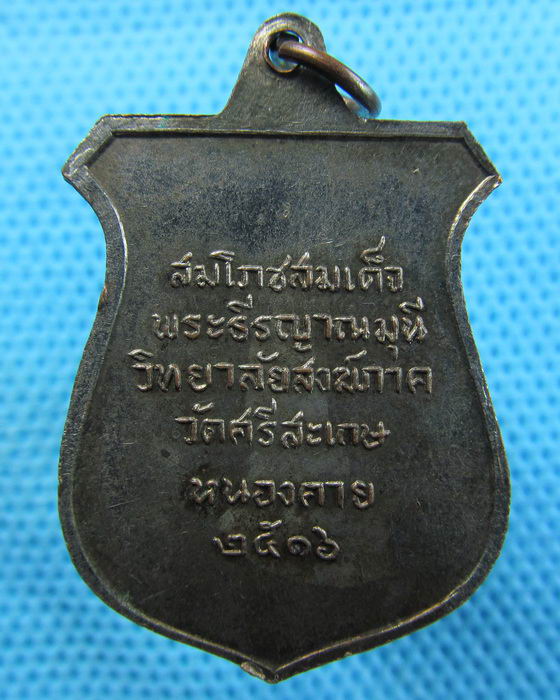 สมโภชสมเด็จ
พระธีรญาณมุนี
วิทยาลัยสงฆ์ภาค
วัดศรีสะเกษ
หนองคาย
๒๕๑๖